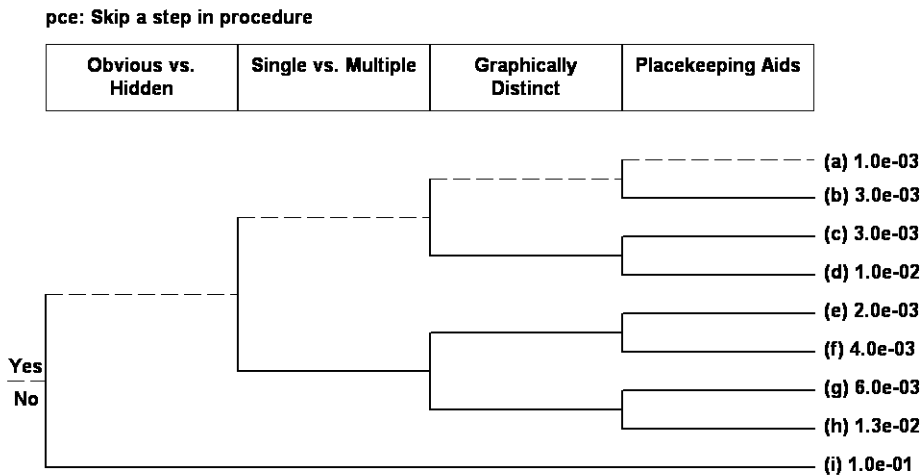 pce: Skip a step in procedure
Obvious vs.
Hidden
Single vs. Multiple
Graphically
Distinct
Placekeeping Aids
(a) 1.0e-03
(b) 3.0e-03
(c) 3.0e-03
(d) 1.0e-02
(e) 2.0e-03
(f) 4.0e-03
(g) 6.0e-03
(h) 1.3e-02
(i) 1.0e-01
Yes
No